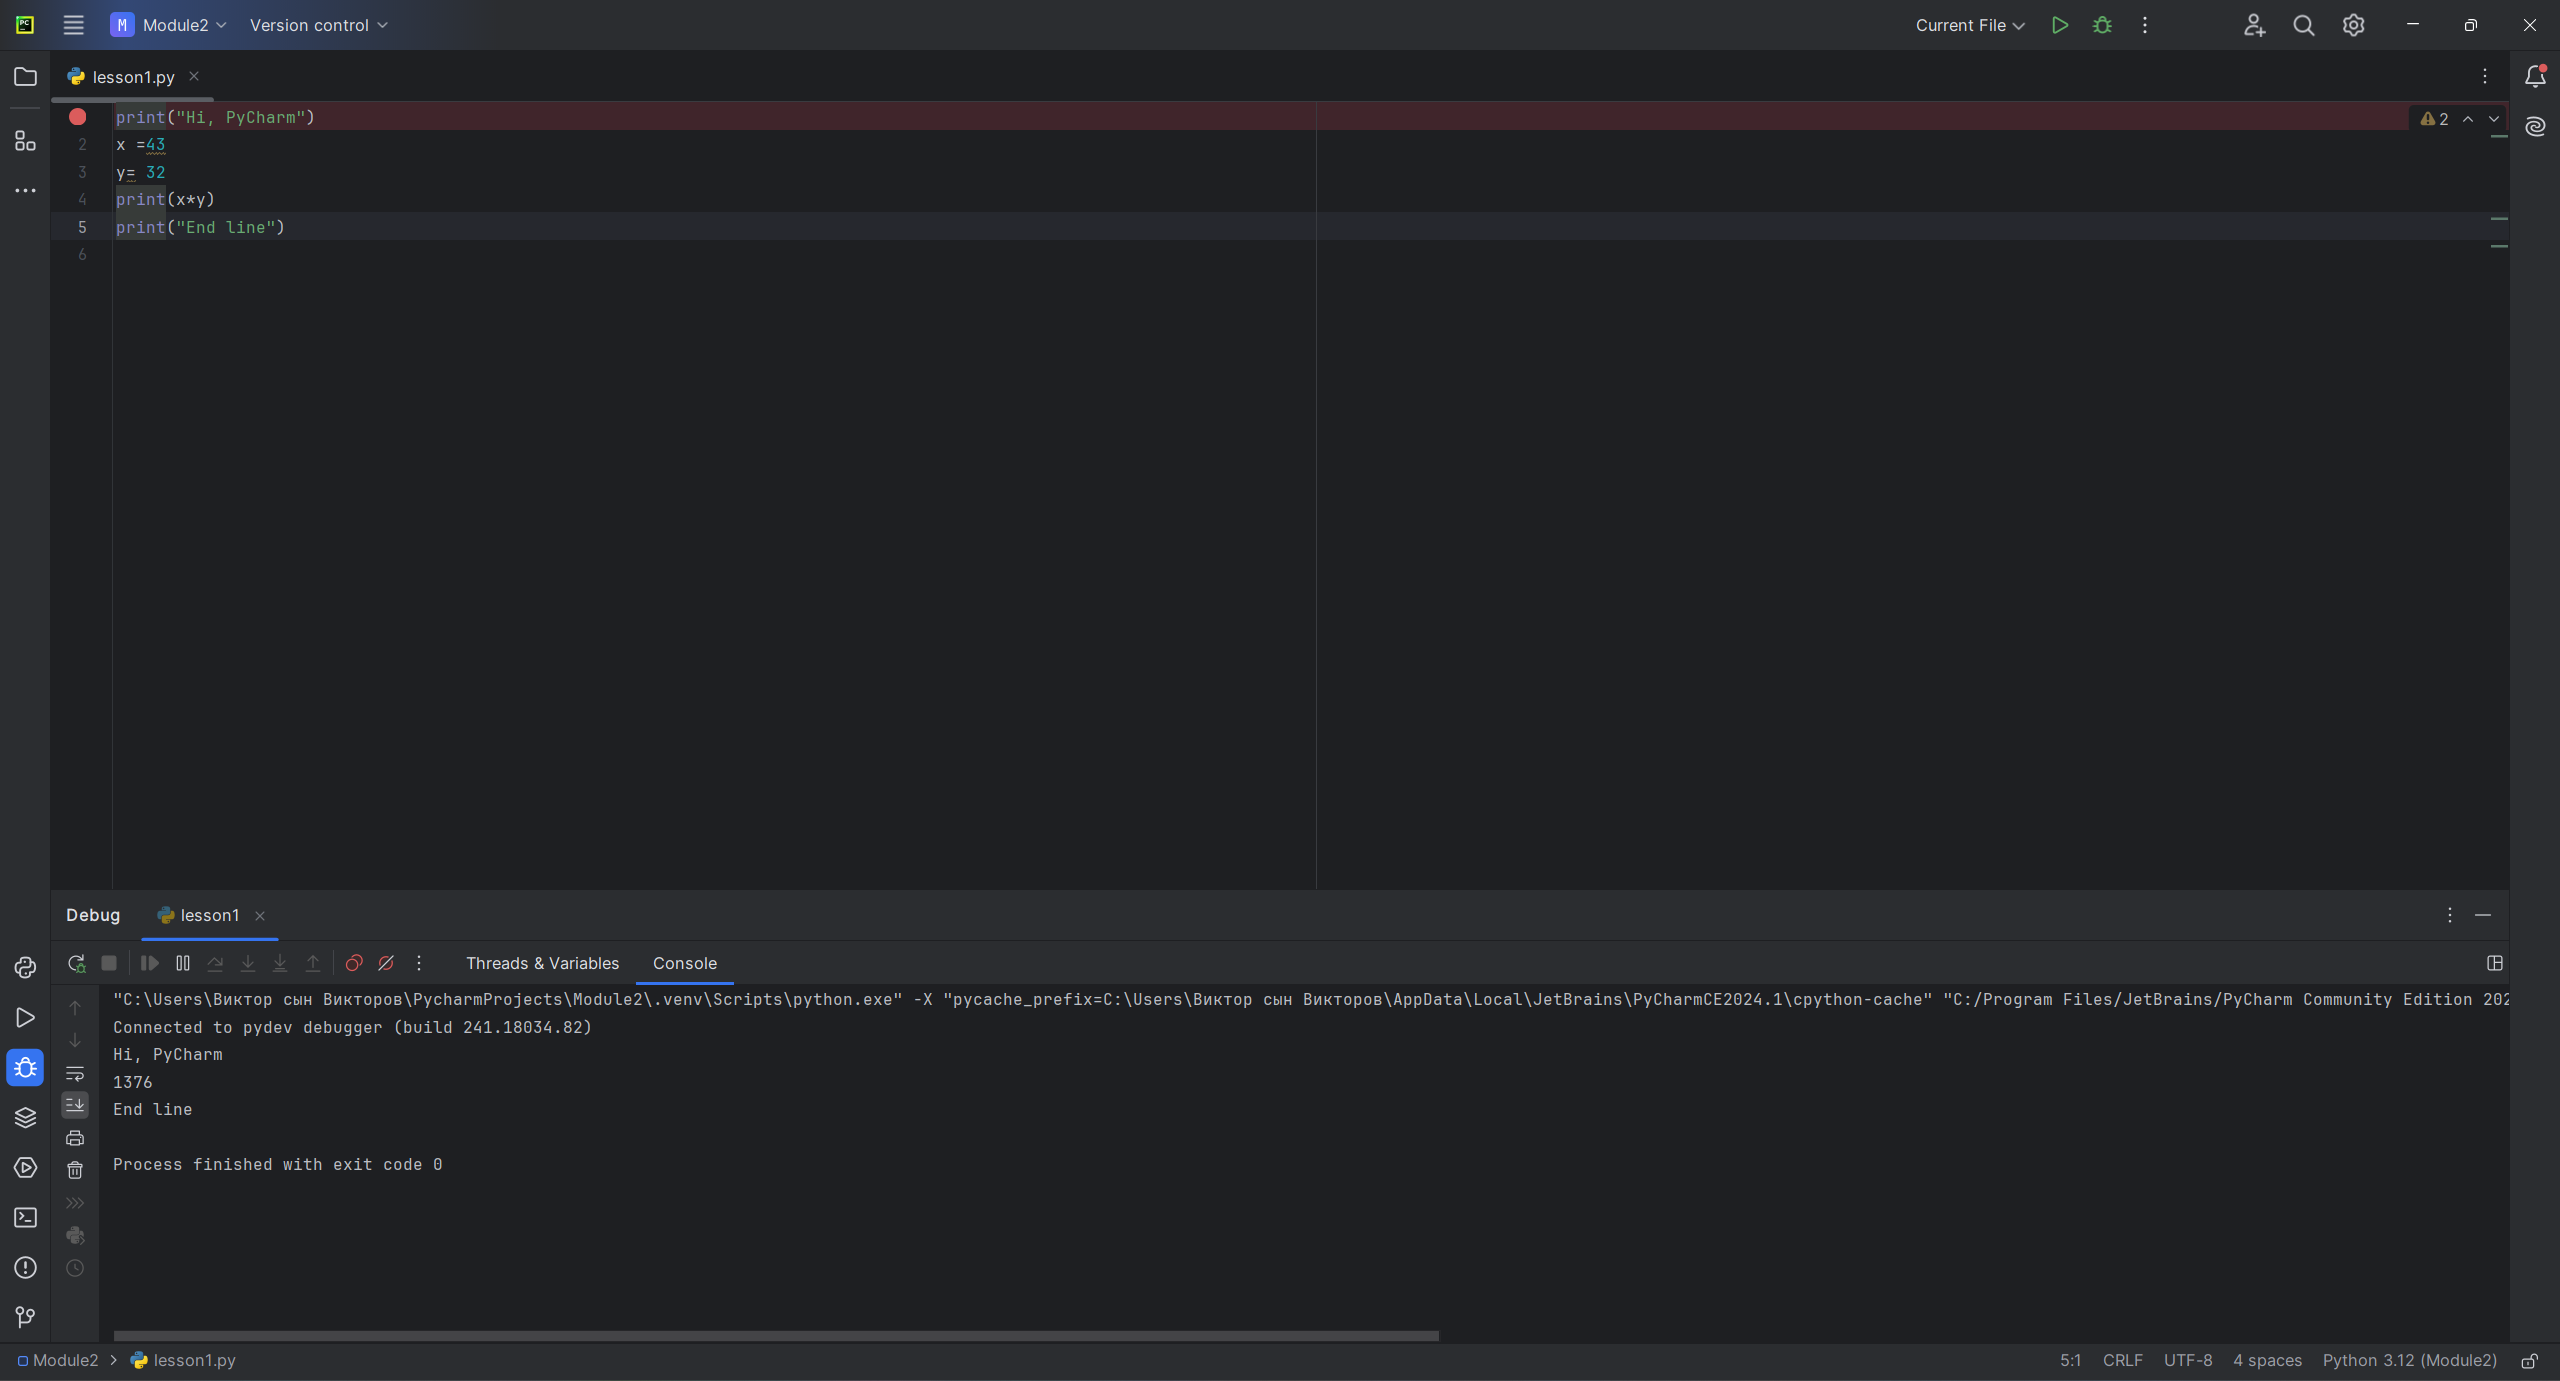 PC M Module2 Version control Current File
lesson1.py
print("Hi, PyCharm") 2
2 x =43
3 y= 32
4 print(x*y)
5 print("End line")
6
Debug lesson1
Threads & Variables Console
"C:\Users\Виктор сын Викторов\PycharmProjects\Module2\.venv\Scripts\python.exe" -X "pycache_prefix=C:\Users\Виктор сын Викторов\AppData\Local\JetBrains\PyCharmCE2024.1\cpython-cache" "C:/Program Files/JetBrains/PyCharm Community Edition 202
Connected to pydev debugger (build 241.18034.82)
Hi, PyCharm
1376
End line
Process finished with exit code 0
Module2 > lesson1.py 5:1 CRLF UTF-8 4 spaces Python 3.12 (Module2)